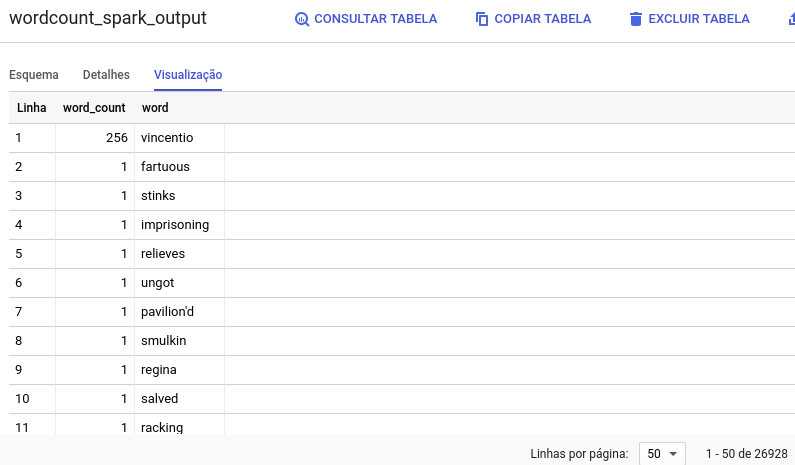 wordcount_spark_output CONSULTAR TABELA COPIAR TABELA EXCLUIR TABELA
Esquema Detalhes Visualização
Linha word_count word
1 256 vincentio
2 1 fartuous
3 1 stinks
4 1 imprisoning
5 1 relieves
6 1 ungot
7 1 pavilion'd
8 1 smulkin
9 1 regina
10 1 salved
11 1 racking
Linhas por página: 50 1 - 50 de 26928